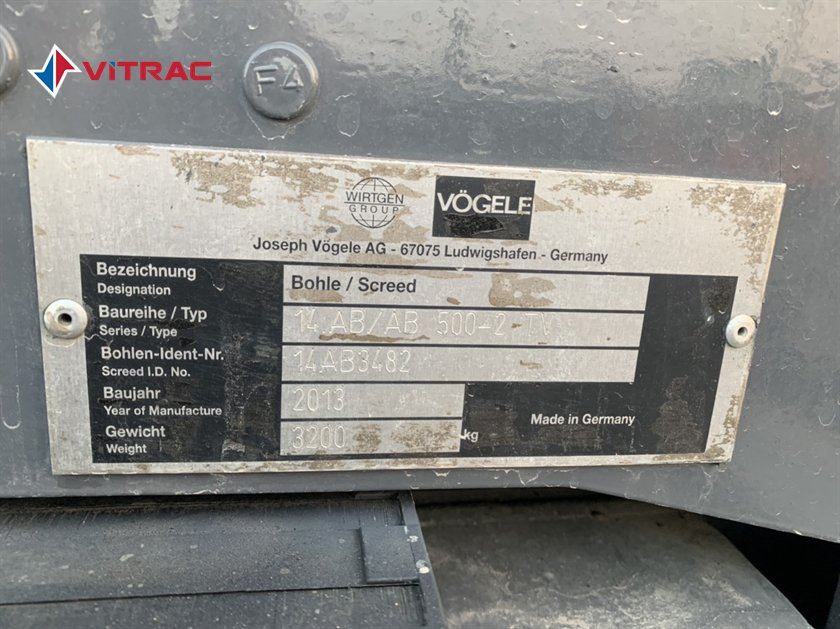 VİTRAC
F4
WIRTGEN
GROUP
VÖGELE
Joseph Vögele AG - 67075 Ludwigshafen - Germany
Bezeichnung
Designation
Bohle / Screed
Baureihe / Typ
Series / Type
14.AB/AB 500-2 TV
Bohlen-Ident-Nr.
Screed I.D. No.
14AB3482
Baujahr
Year of Manufacture
2013
Made in Germany
Gewicht
Weight
3200 kg